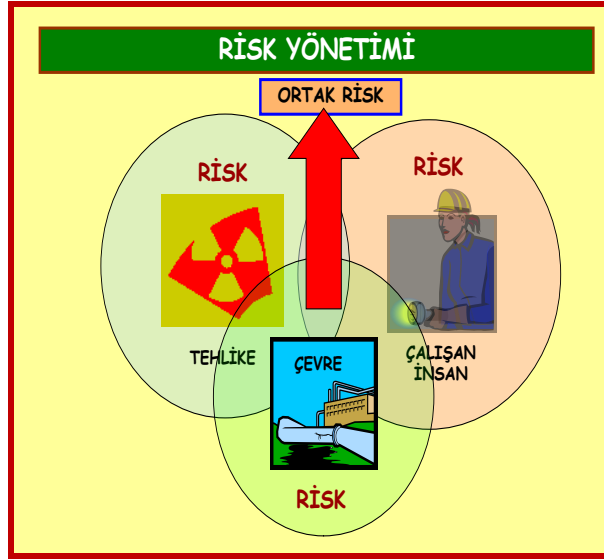 RİSK YÖNETİMİ
ORTAK RİSK
RİSK
RİSK
TEHLİKE
ÇEVRE
ÇALIŞAN
İNSAN
RİSK